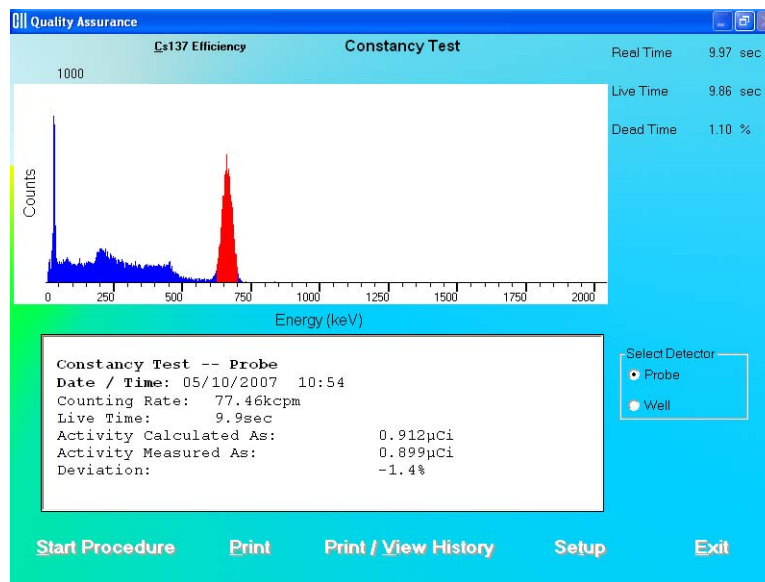 Quality Assurance
Cs137 Efficiency
Constancy Test
Real Time 9.97 sec
1000
Live Time 9.86 sec
Dead Time 1.10 %
Counts
0 250 500 750 1000 1250 1500 1750 2000
Energy (keV)
Constancy Test -- Probe
Date / Time: 05/10/2007 10:54
Counting Rate: 77.46kcpm
Live Time: 9.9sec
Activity Calculated As: 0.912µCi
Activity Measured As: 0.899µCi
Deviation: -1.4%
Select Detector
Probe
Well
Start Procedure Print Print / View History Setup Exit